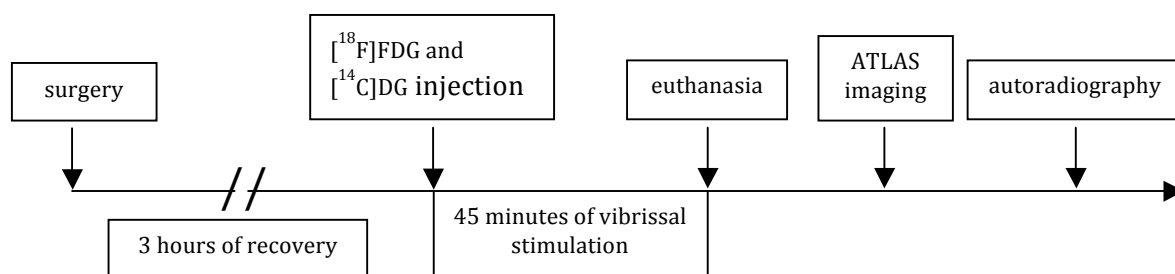 surgery
[¹⁸F]FDG and
[¹⁴C]DG injection
euthanasia
ATLAS
imaging
autoradiography
3 hours of recovery
45 minutes of vibrissal
stimulation